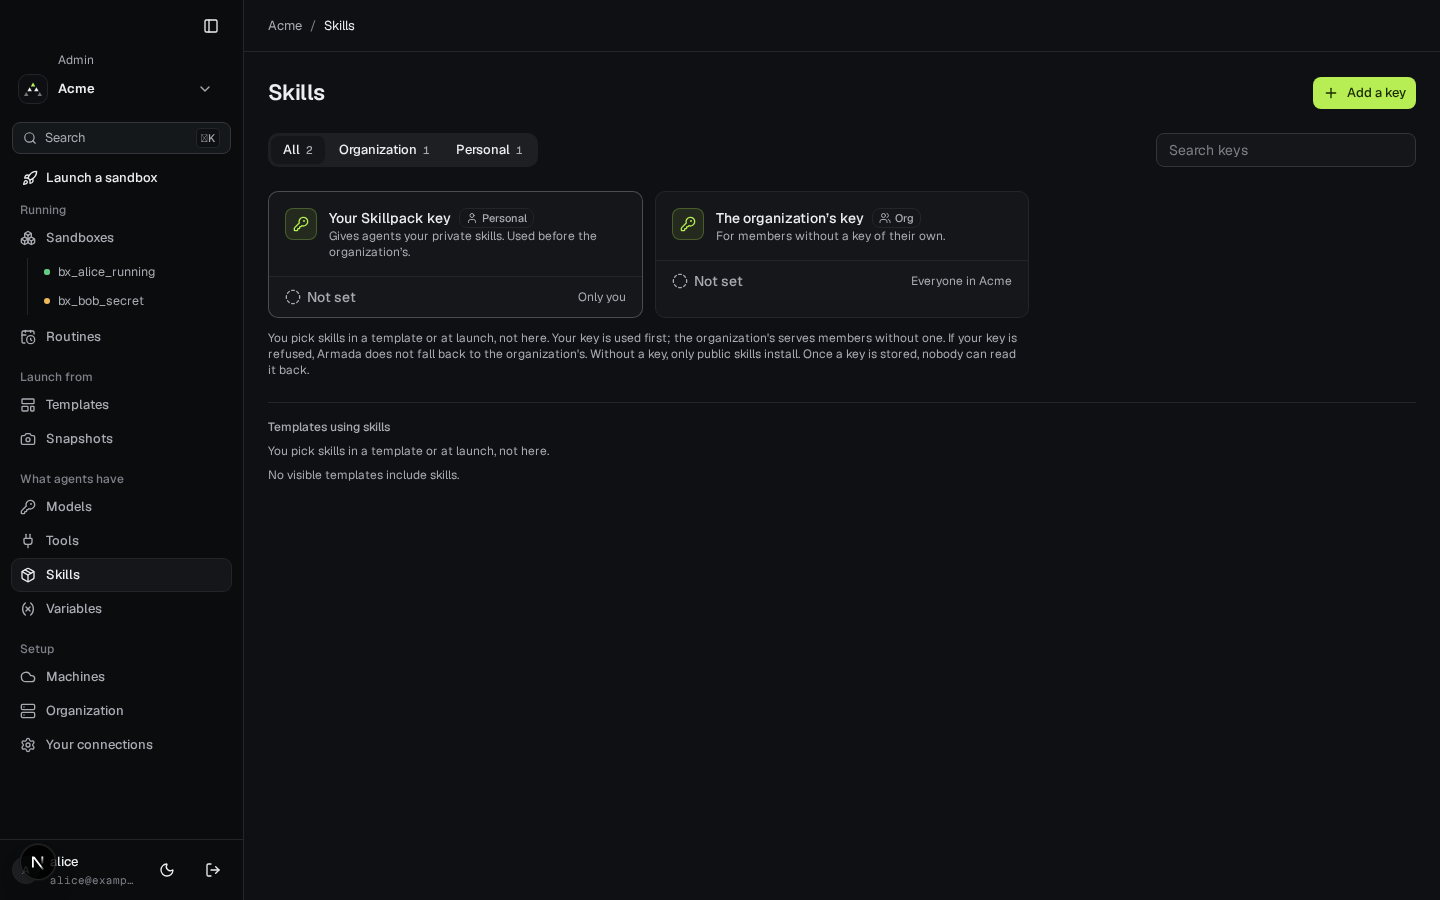 Admin
Acme
Search
K
Launch a sandbox
Running
Sandboxes
bx_alice_running
bx_bob_secret
Routines
Launch from
Templates
Snapshots
What agents have
Models
Tools
Skills
Variables
Setup
Machines
Organization
Your connections
N
alice
alice@examp…
Acme / Skills
Skills
Add a key
All 2
Organization 1
Personal 1
Search keys
Your Skillpack key
Personal
Gives agents your private skills. Used before the
organization's.
Not set
Only you
The organization's key
Org
For members without a key of their own.
Not set
Everyone in Acme
You pick skills in a template or at launch, not here. Your key is used first; the organization's serves members without one. If your key is
refused, Armada does not fall back to the organization's. Without a key, only public skills install. Once a key is stored, nobody can read
it back.
Templates using skills
You pick skills in a template or at launch, not here.
No visible templates include skills.